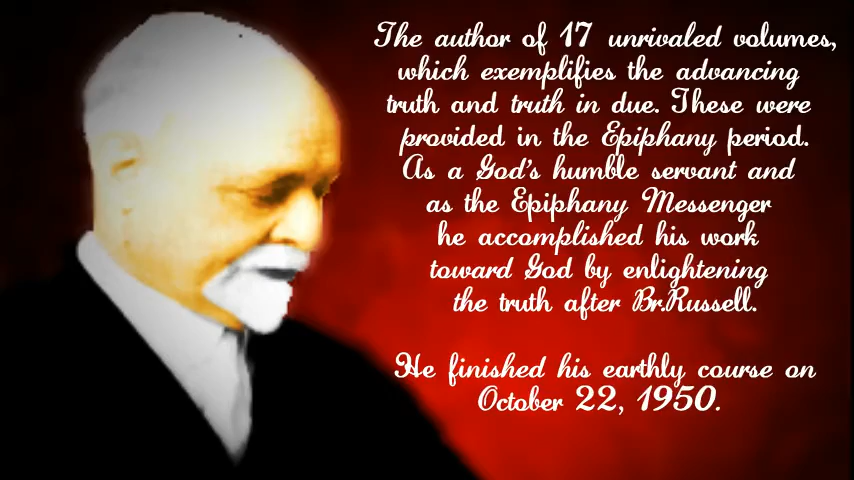 The author of 17 unrivaled volumes,
which exemplifies the advancing
truth and truth in due. These were
provided in the Epiphany period.
As a God's humble servant and
as the Epiphany Messenger
he accomplished his work
toward God by enlightening
the truth after Br.Russell.
He finished his earthly course on
October 22, 1950.